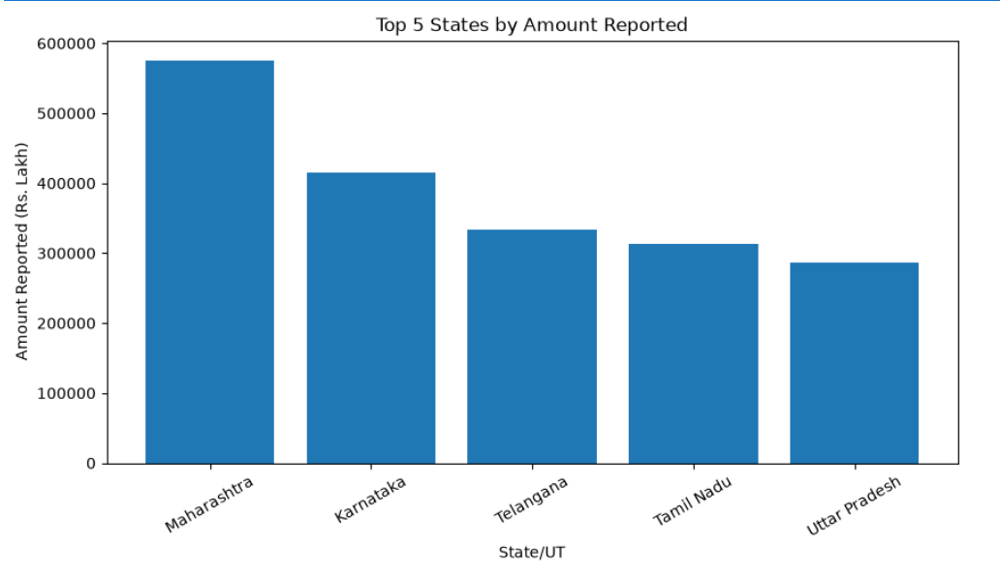 Top 5 States by Amount Reported
Amount Reported (Rs. Lakh)
600000
500000
400000
300000
200000
100000
0
Maharashtra
Karnataka
Telangana
Tamil Nadu
Uttar Pradesh
State/UT